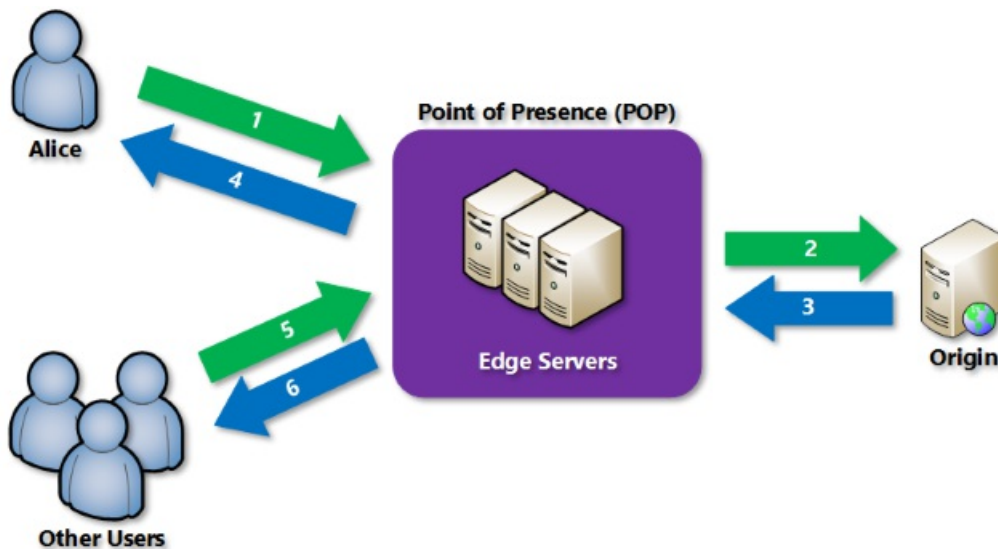 Alice
1
4
Point of Presence (POP)
Edge Servers
2
3
Origin
5
6
Other Users